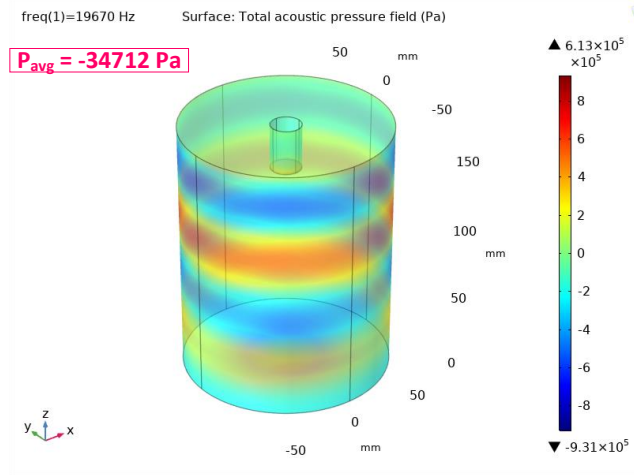 freq(1)=19670 Hz Surface: Total acoustic pressure field (Pa)
P_avg = -34712 Pa
50 mm
0
-50
150
100
mm
50
0
50
0
-50 mm
z
y x
▲ 6.13×10⁵
×10⁵
8
6
4
2
0
-2
-4
-6
-8
▼ -9.31×10⁵